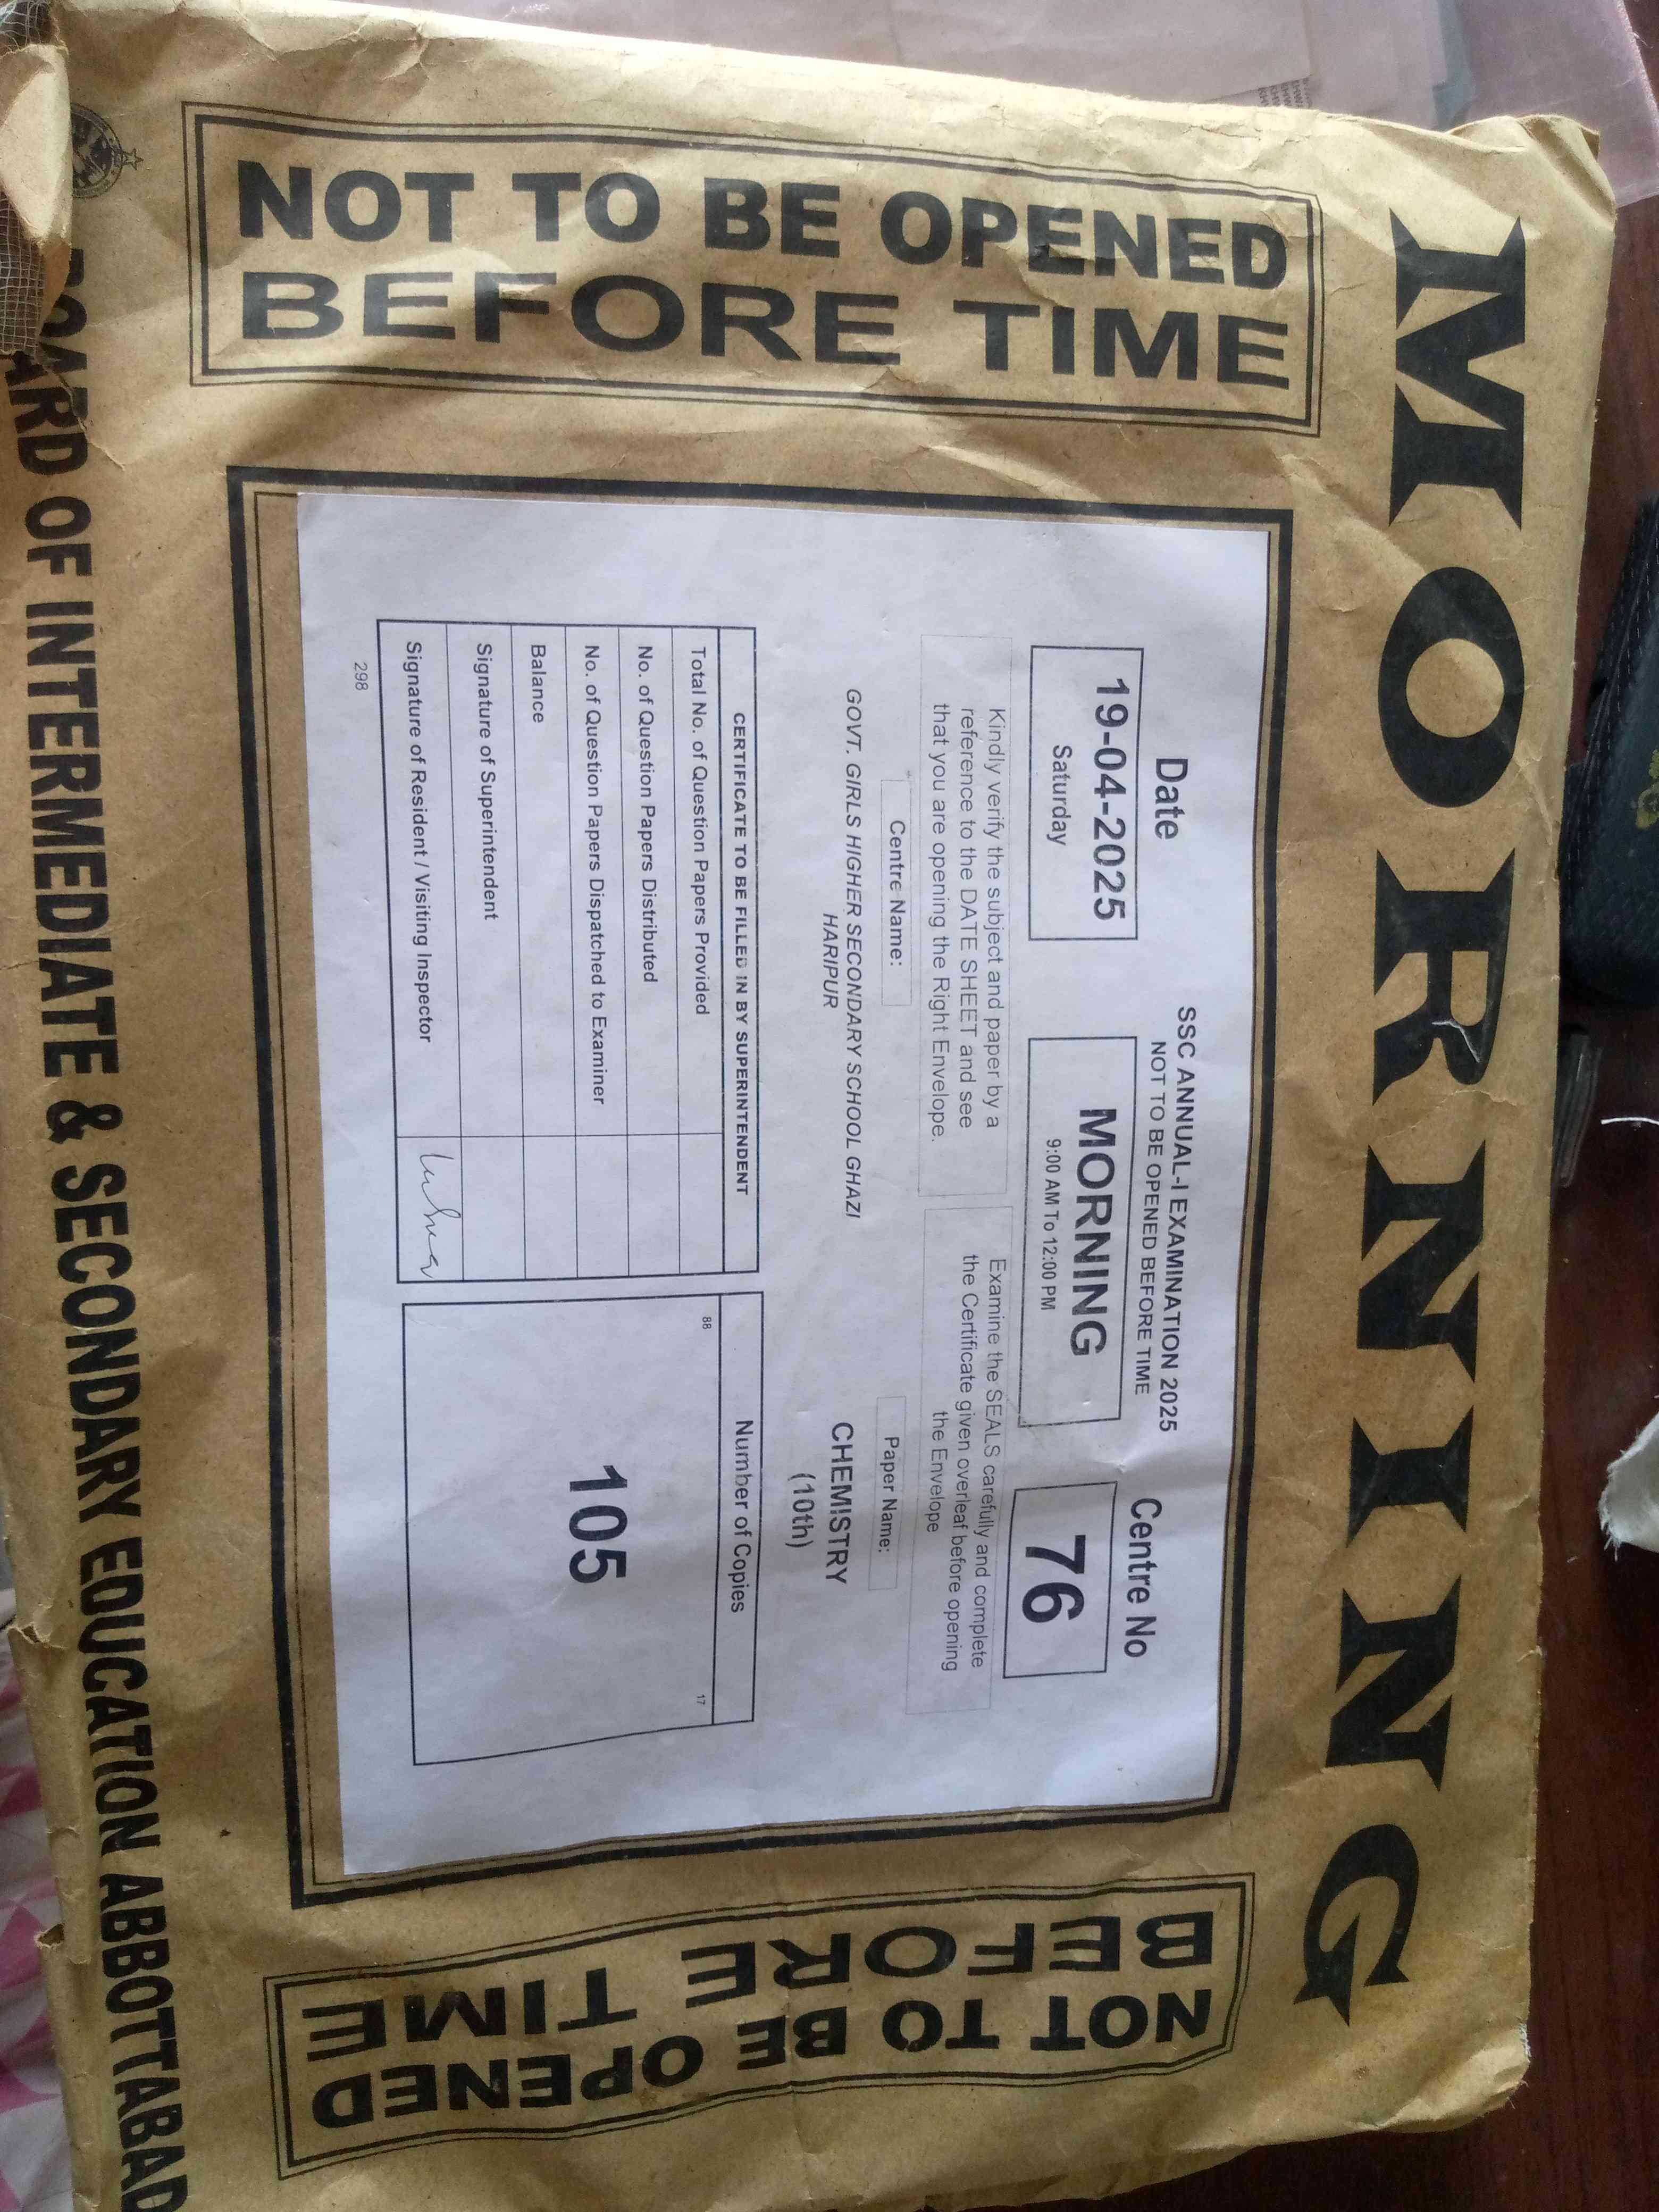 MORNING
NOT TO BE OPENED
BEFORE TIME
SSC ANNUAL-I EXAMINATION 2025
NOT TO BE OPENED BEFORE TIME
Date
19-04-2025
Saturday
MORNING
9:00 AM To 12:00 PM
Centre No
76
Kindly verify the subject and paper by a
reference to the DATE SHEET and see
that you are opening the Right Envelope.
Examine the SEALS carefully and complete
the Certificate given overleaf before opening
the Envelope
Centre Name:
GOVT. GIRLS HIGHER SECONDARY SCHOOL GHAZI
HARIPUR
Paper Name:
CHEMISTRY
(10th)
CERTIFICATE TO BE FILLED IN BY SUPERINTENDENT
Total No. of Question Papers Provided
No. of Question Papers Distributed
No. of Question Papers Dispatched to Examiner
Balance
Signature of Superintendent
Signature of Resident / Visiting Inspector
298
Number of Copies
88
17
105
NOT TO BE OPENED
BEFORE TIME
BOARD OF INTERMEDIATE & SECONDARY EDUCATION ABBOTTABAD